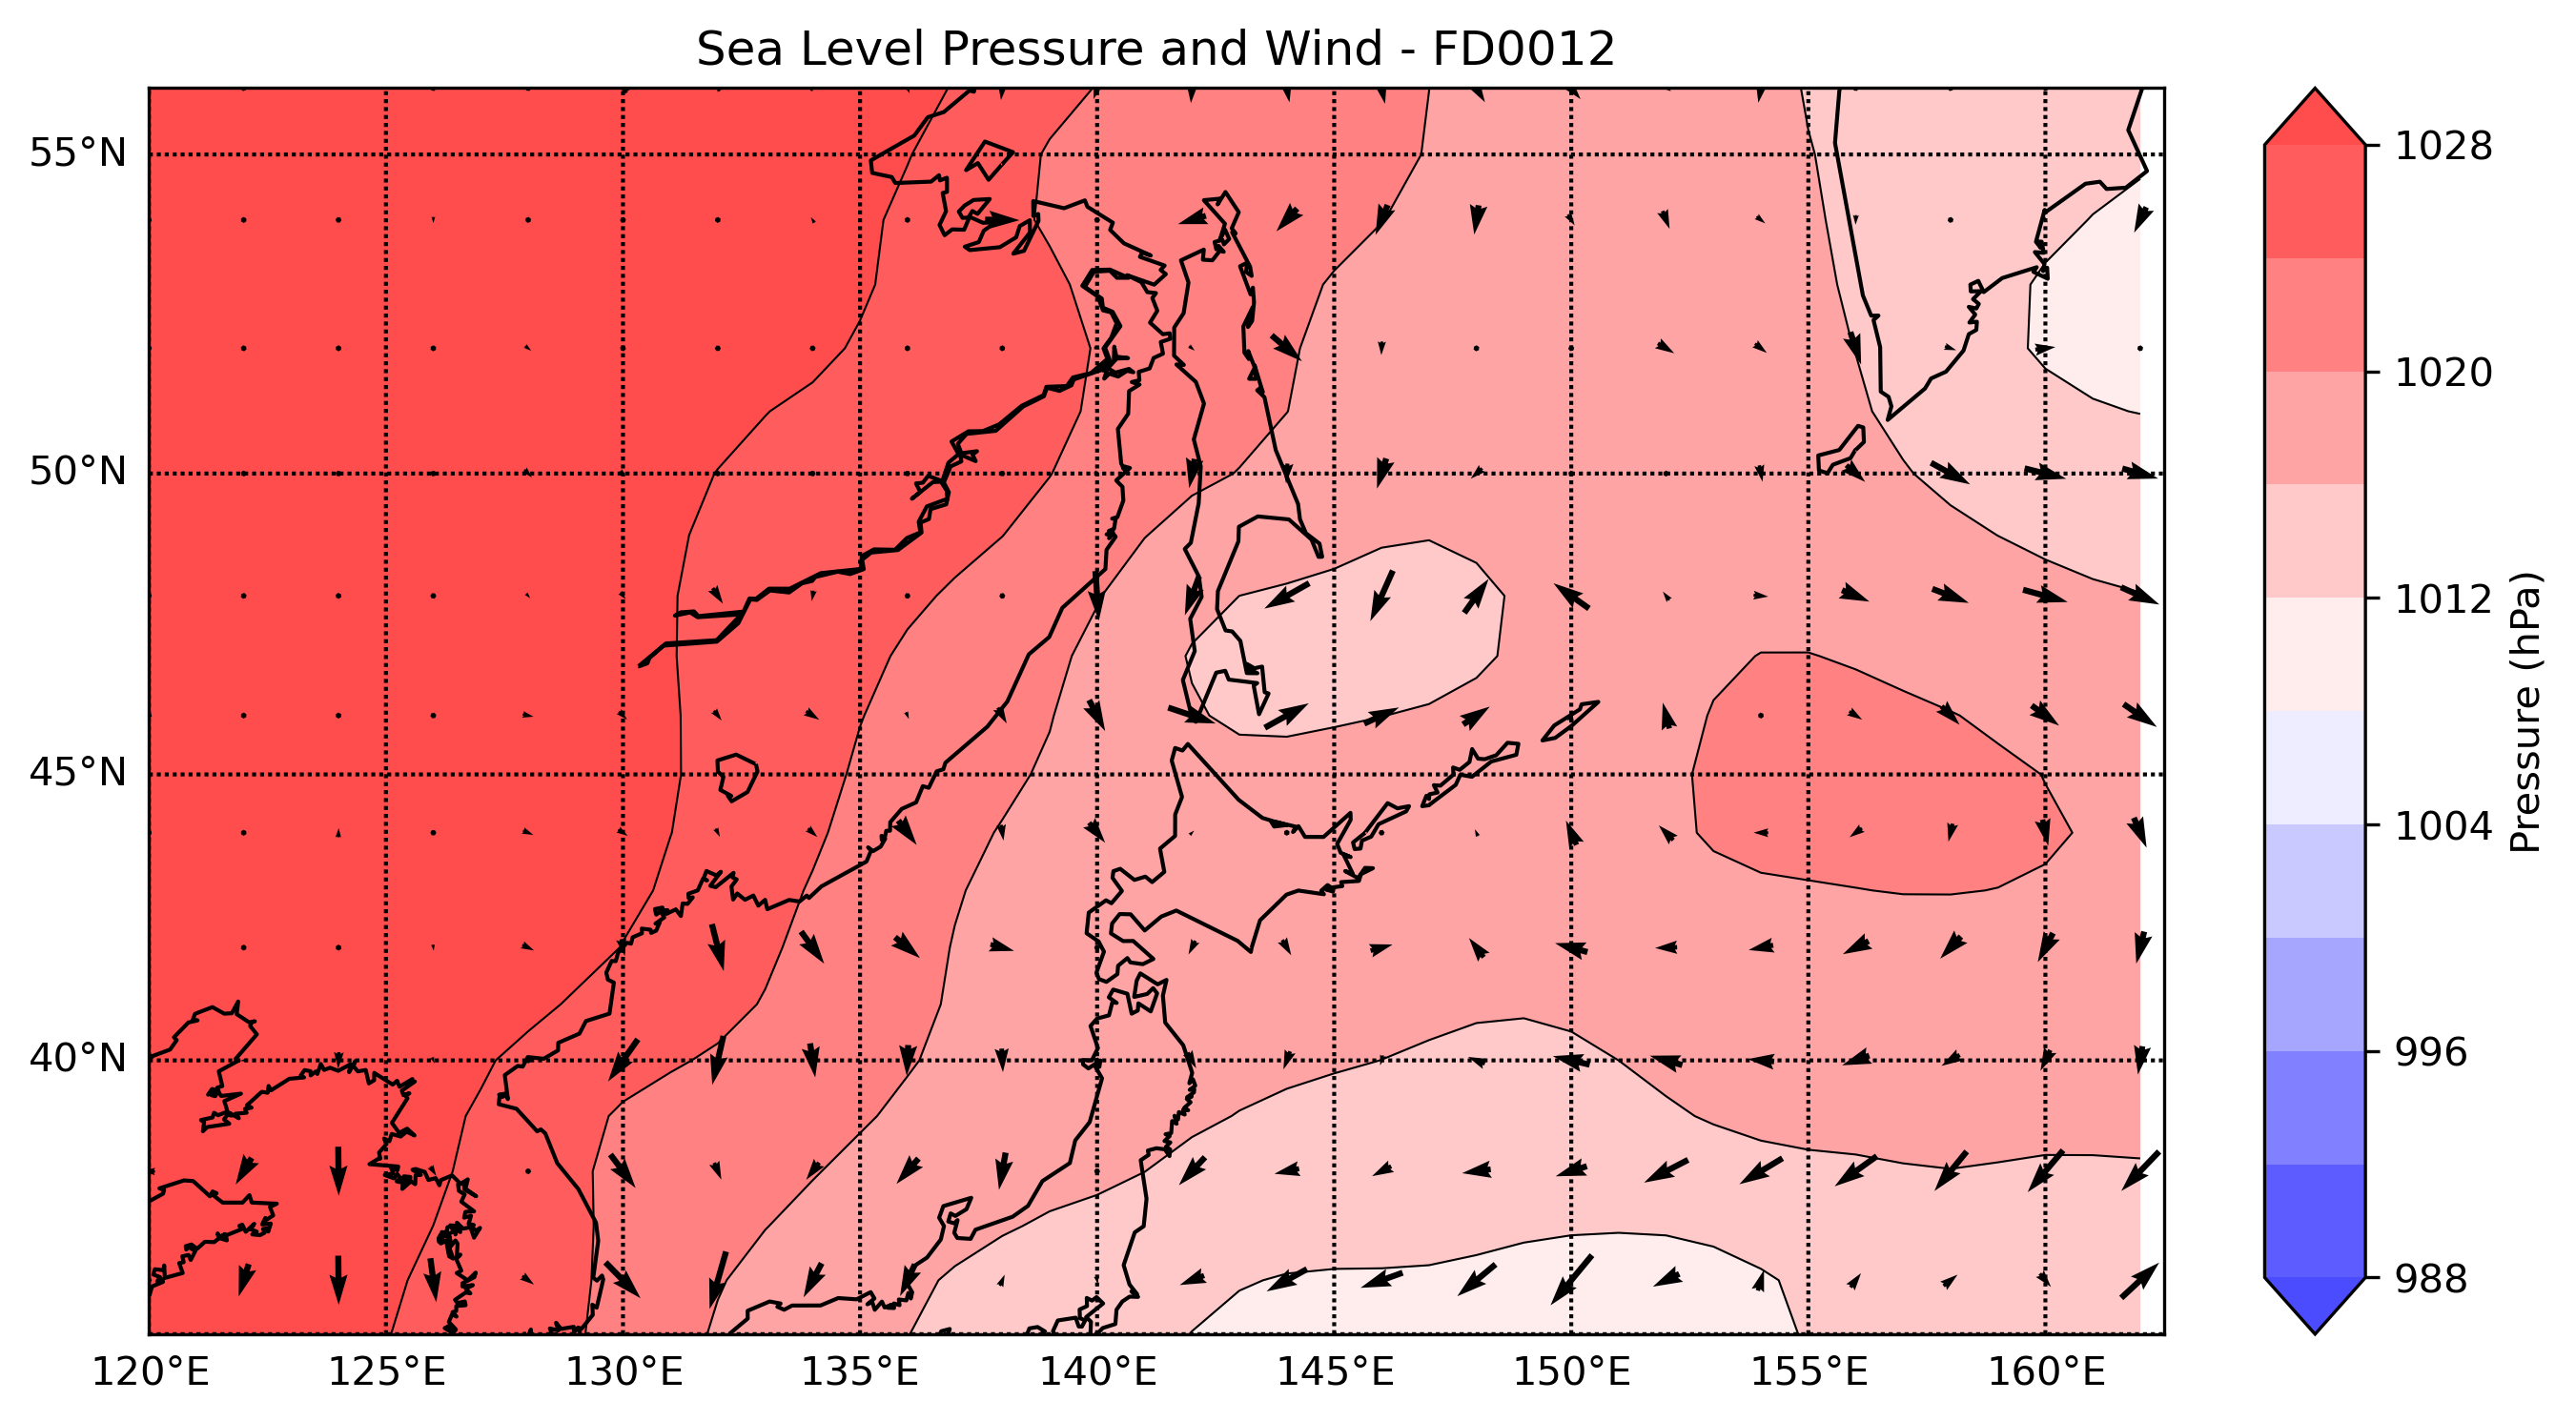 Sea Level Pressure and Wind - FD0012
55°N
50°N
45°N
40°N
120°E 125°E 130°E 135°E 140°E 145°E 150°E 155°E 160°E
1028
1020
1012
1004
996
988
Pressure (hPa)